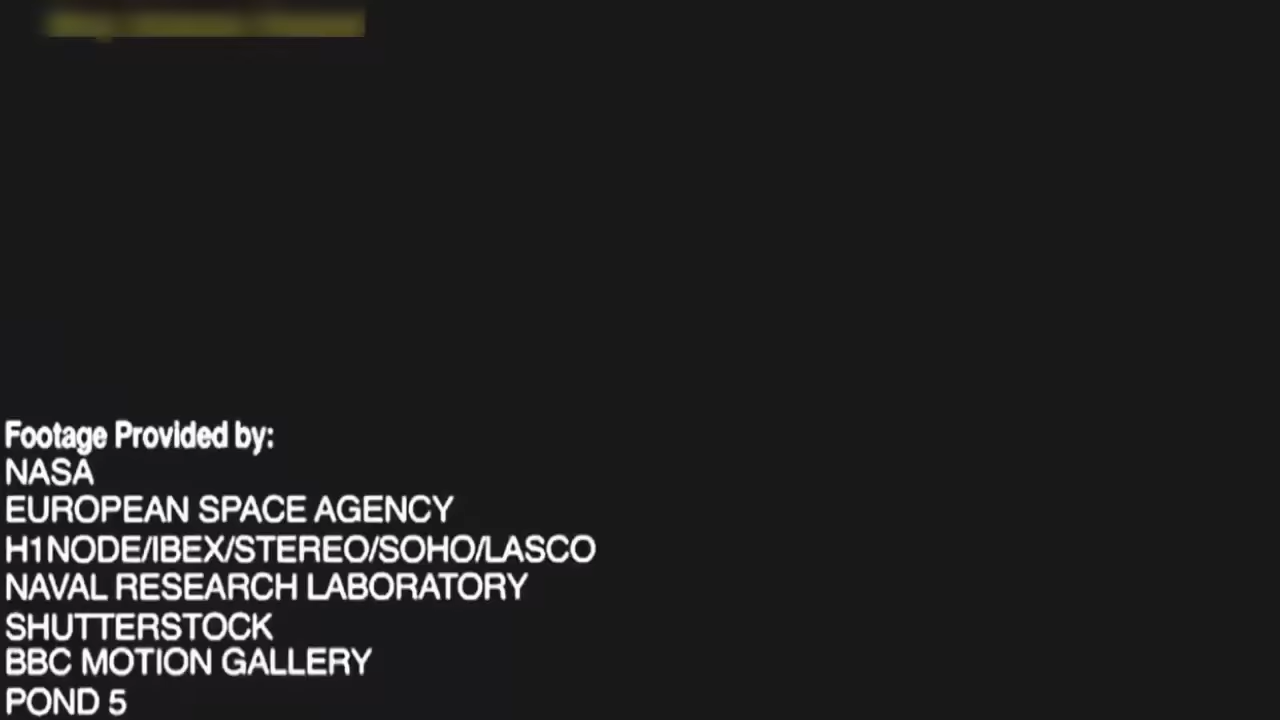 Footage Provided by:
NASA
EUROPEAN SPACE AGENCY
H1NODE/IBEX/STEREO/SOHO/LASCO
NAVAL RESEARCH LABORATORY
SHUTTERSTOCK
BBC MOTION GALLERY
POND 5